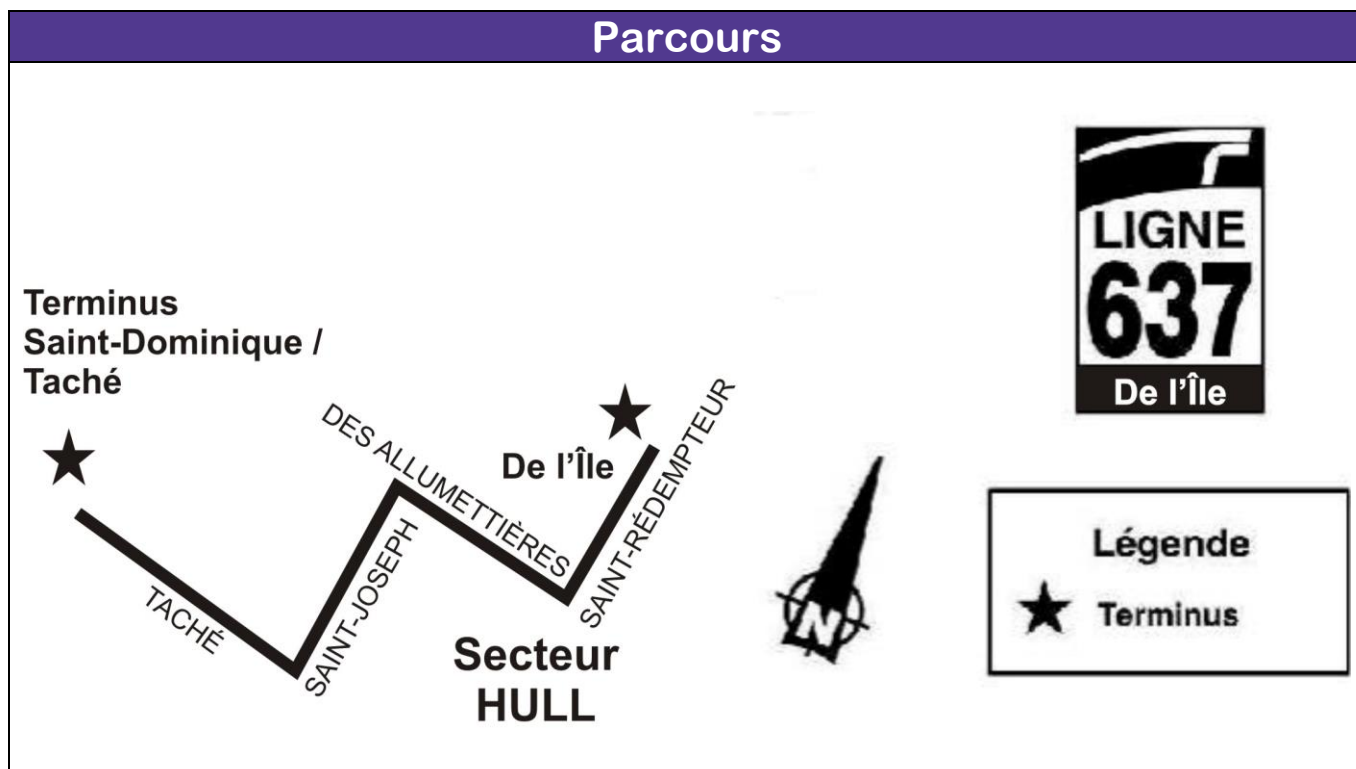 Parcours
LIGNE
637
De l'Île
Terminus
Saint-Dominique /
Taché
De l'Île
DES ALLUMETTIÈRES
SAINT-RÉDEMPTEUR
SAINT-JOSEPH
TACHÉ
Secteur
HULL
N
Légende
Terminus